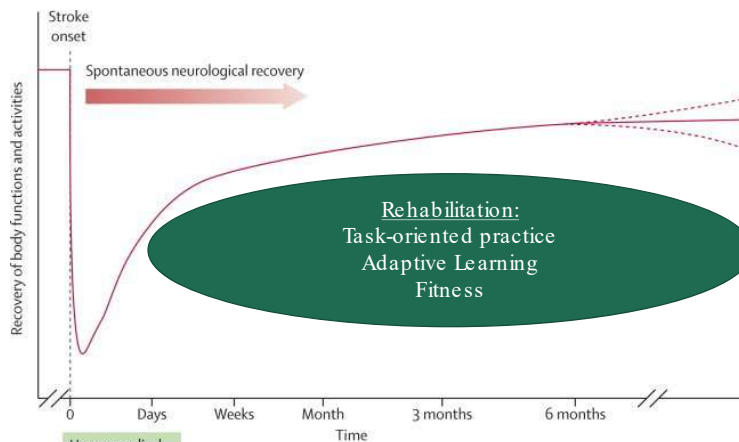 Stroke
onset
Spontaneous neurological recovery
Recovery of body functions and activities
Rehabilitation:
Task-oriented practice
Adaptive Learning
Fitness
0
Days
Weeks
Month
3 months
6 months
Time